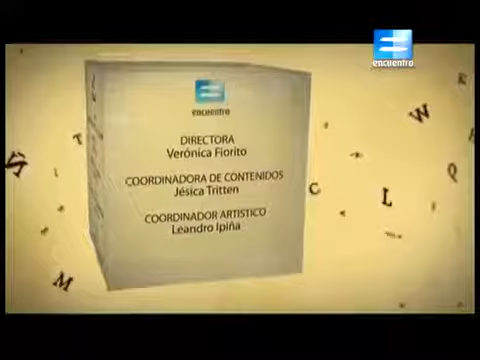 encuentro
encuentro
DIRECTORA
Verónica Fiorito
COORDINADORA DE CONTENIDOS
Jésica Tritten
COORDINADOR ARTISTICO
Leandro Ipiña
W
L
C
M